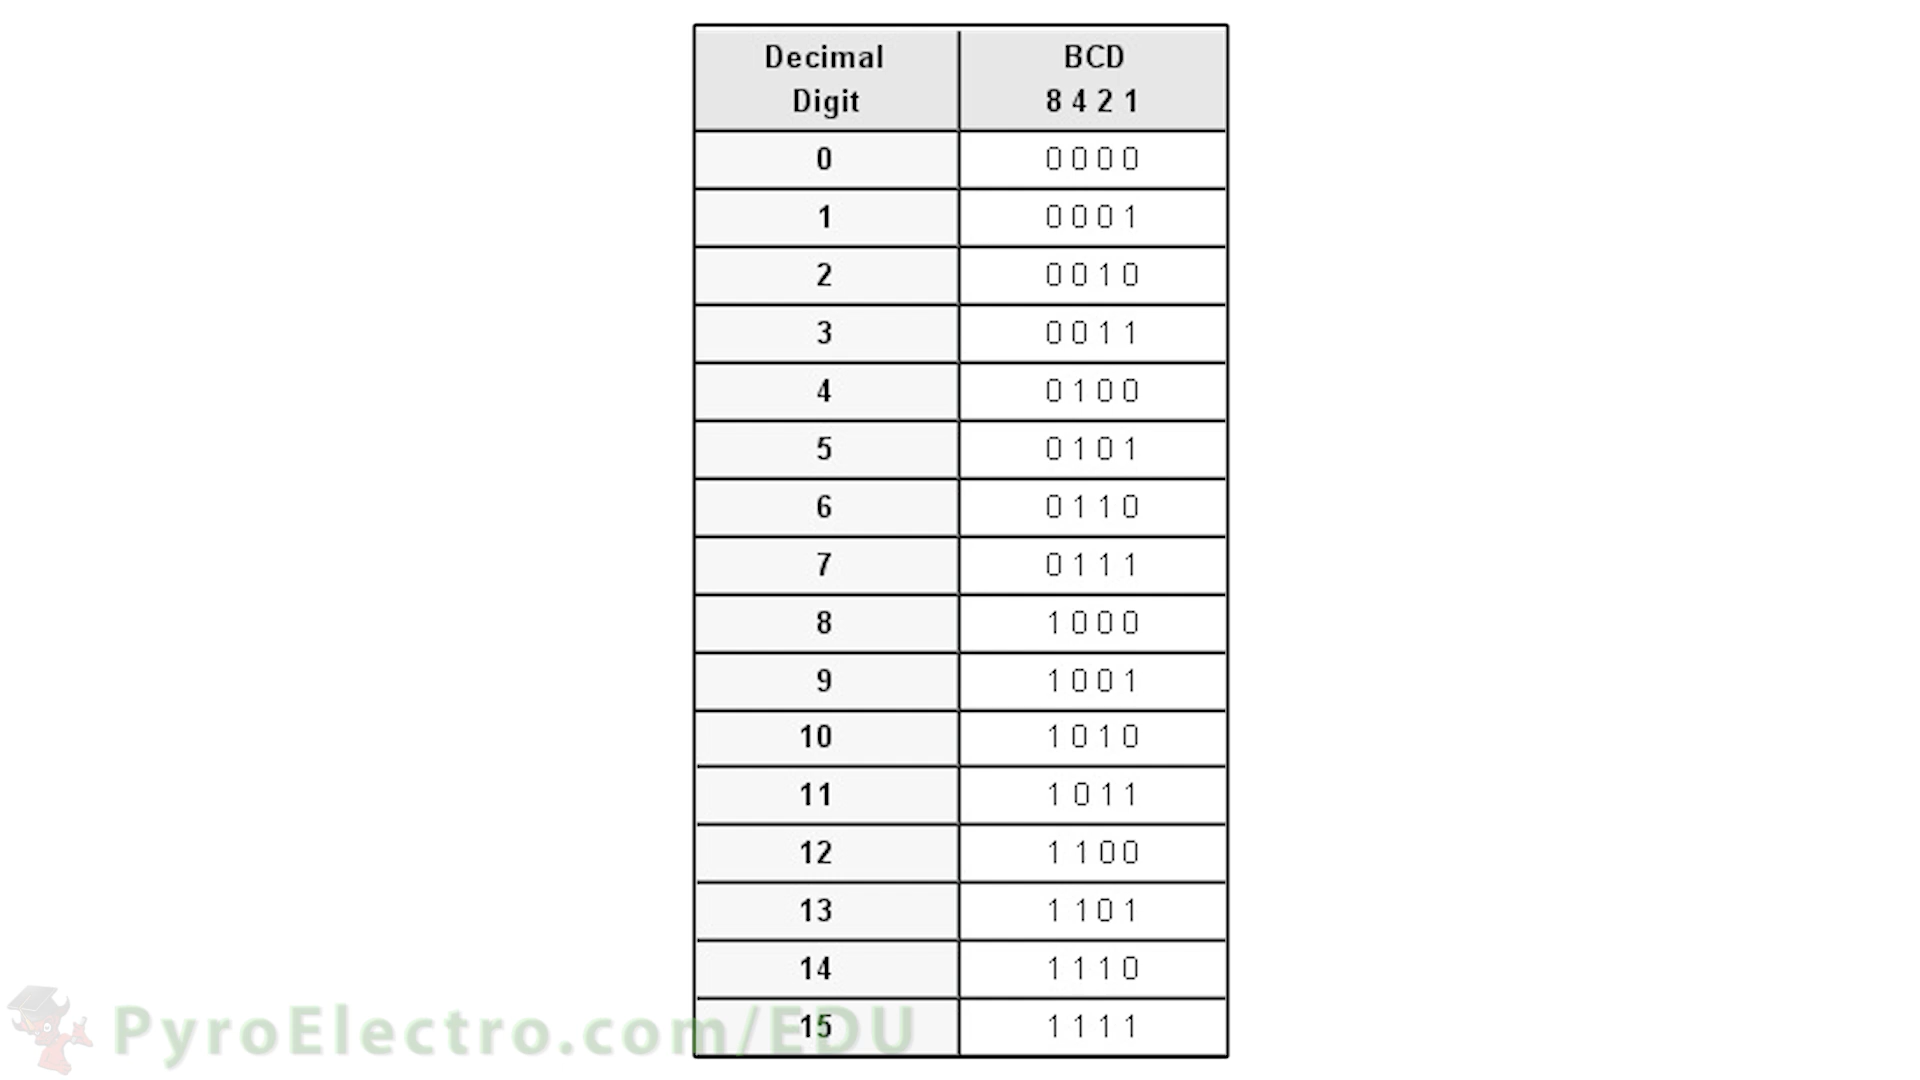 Decimal Digit BCD 8 4 2 1
0 0 0 0 0
1 0 0 0 1
2 0 0 1 0
3 0 0 1 1
4 0 1 0 0
5 0 1 0 1
6 0 1 1 0
7 0 1 1 1
8 1 0 0 0
9 1 0 0 1
10 1 0 1 0
11 1 0 1 1
12 1 1 0 0
13 1 1 0 1
14 1 1 1 0
15 1 1 1 1
PyroElectro.com/EDU